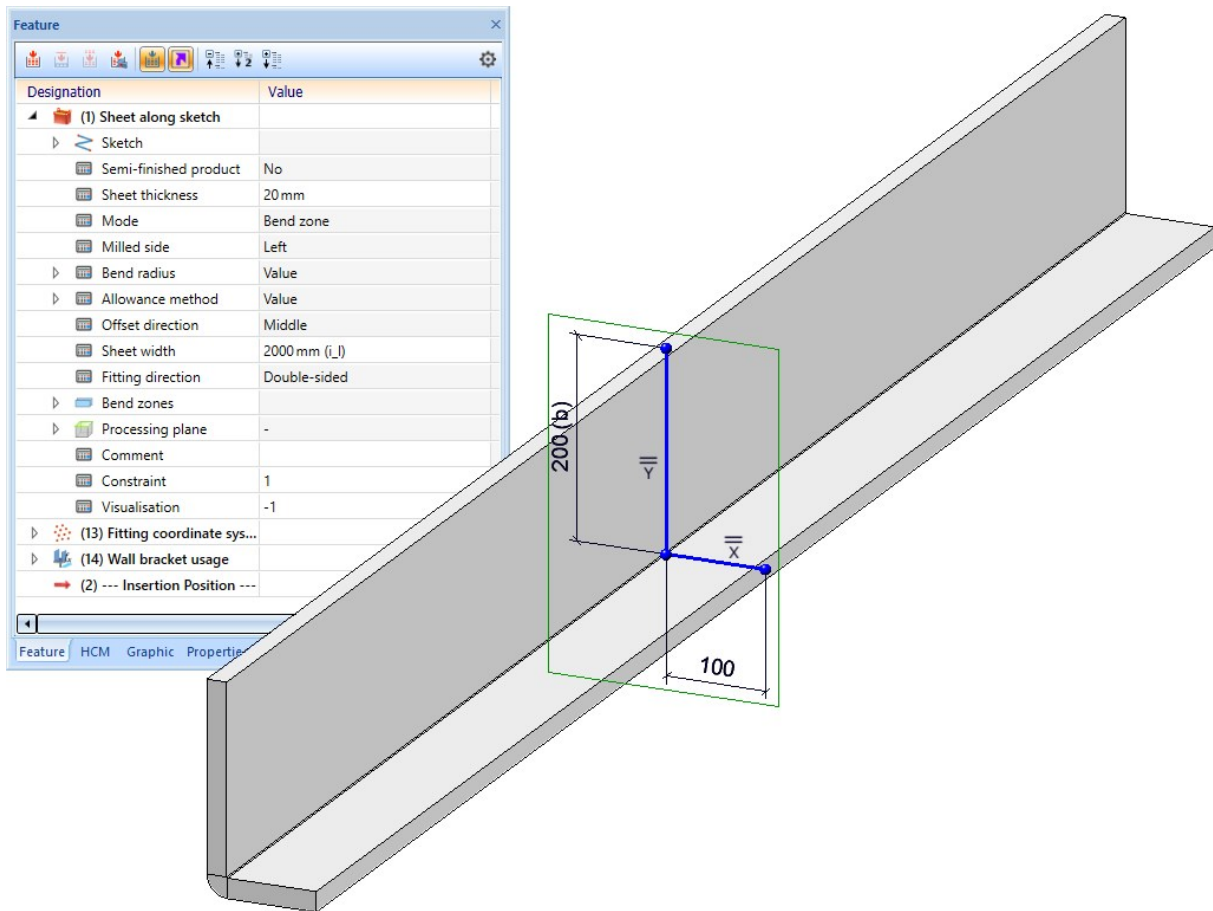 Feature
Designation Value
(1) Sheet along sketch
Sketch
Semi-finished product No
Sheet thickness 20 mm
Mode Bend zone
Milled side Left
Bend radius Value
Allowance method Value
Offset direction Middle
Sheet width 2000 mm (i_l)
Fitting direction Double-sided
Bend zones
Processing plane -
Comment
Constraint 1
Visualisation -1
(13) Fitting coordinate sys...
(14) Wall bracket usage
(2) --- Insertion Position ---
Feature HCM Graphic
200 (b)
Y
X
100